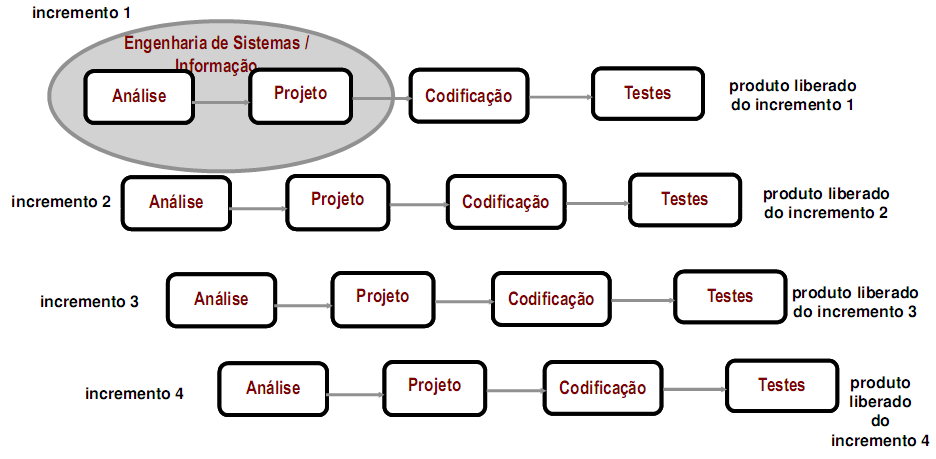 incremento 1
Engenharia de Sistemas /
Informação
Análise
Projeto
Codificação
Testes
produto liberado
do incremento 1
incremento 2
Análise
Projeto
Codificação
Testes
produto liberado
do incremento 2
incremento 3
Análise
Projeto
Codificação
Testes
produto liberado
do incremento 3
incremento 4
Análise
Projeto
Codificação
Testes
produto
liberado
do
incremento 4